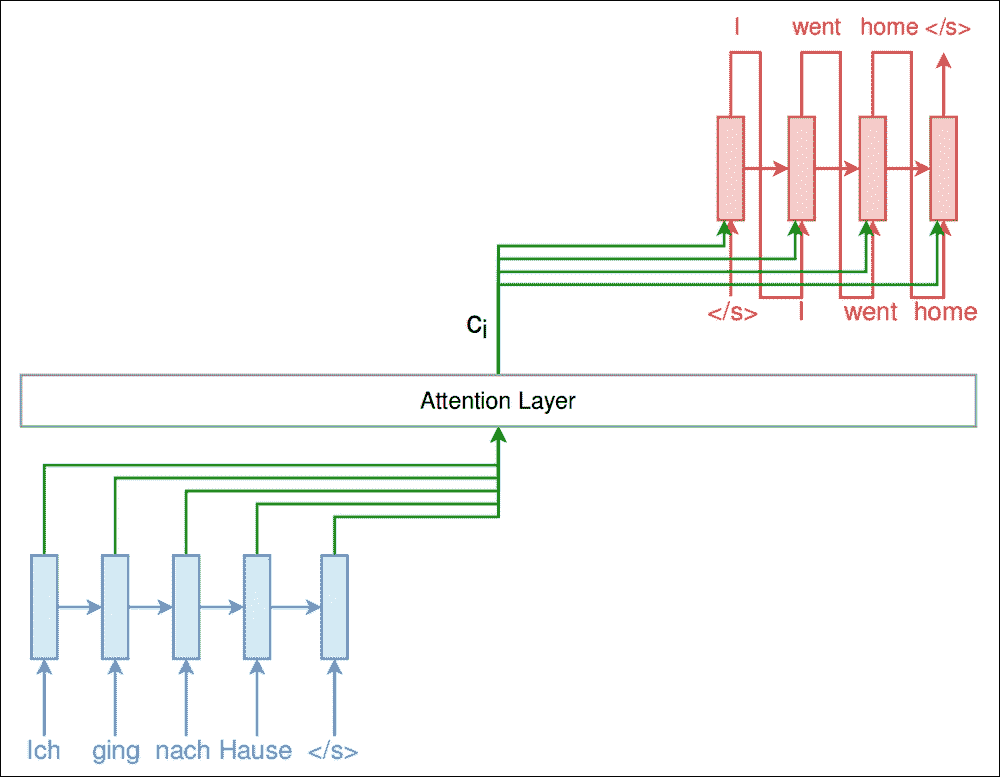 I went home </s>
</s> I went home
c_i
Attention Layer
Ich ging nach Hause </s>